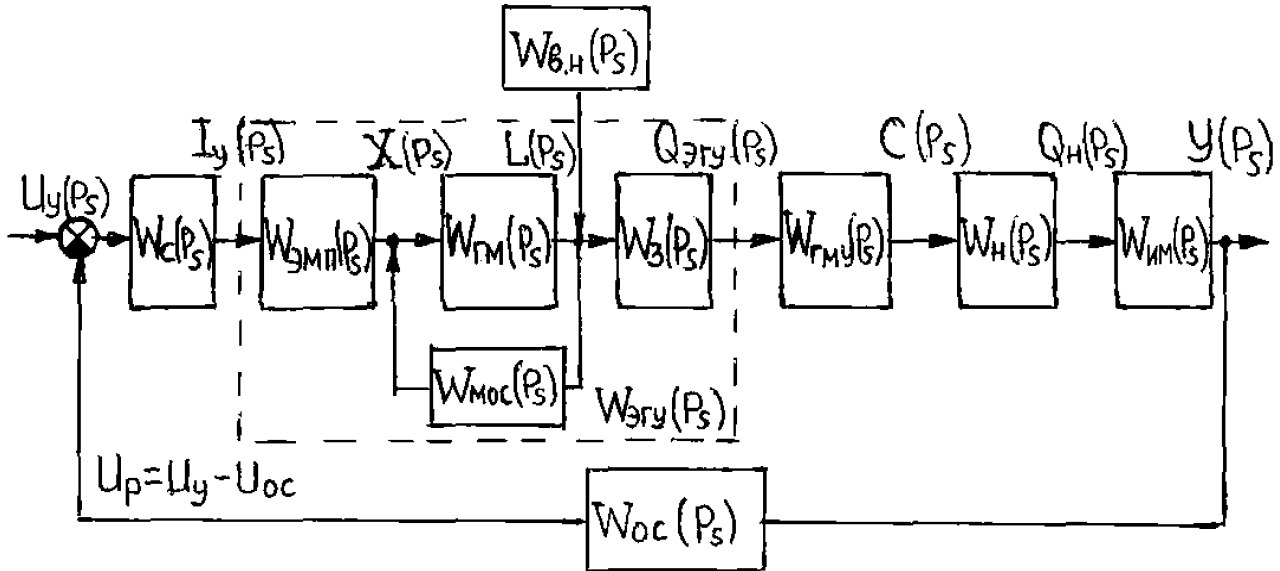 Wв.н(Ps)
Iу(Ps) X(Ps) L(Ps) Qэгу(Ps) C(Ps) Qн(Ps) У(Ps)
Uу(Ps)
Wс(Ps) Wэмп(Ps) Wгм(Ps) Wз(Ps) Wгму(Ps) Wн(Ps) Wим(Ps)
Wмос(Ps)
Wэгу(Ps)
Uр=Uу-Uос
Wос(Ps)